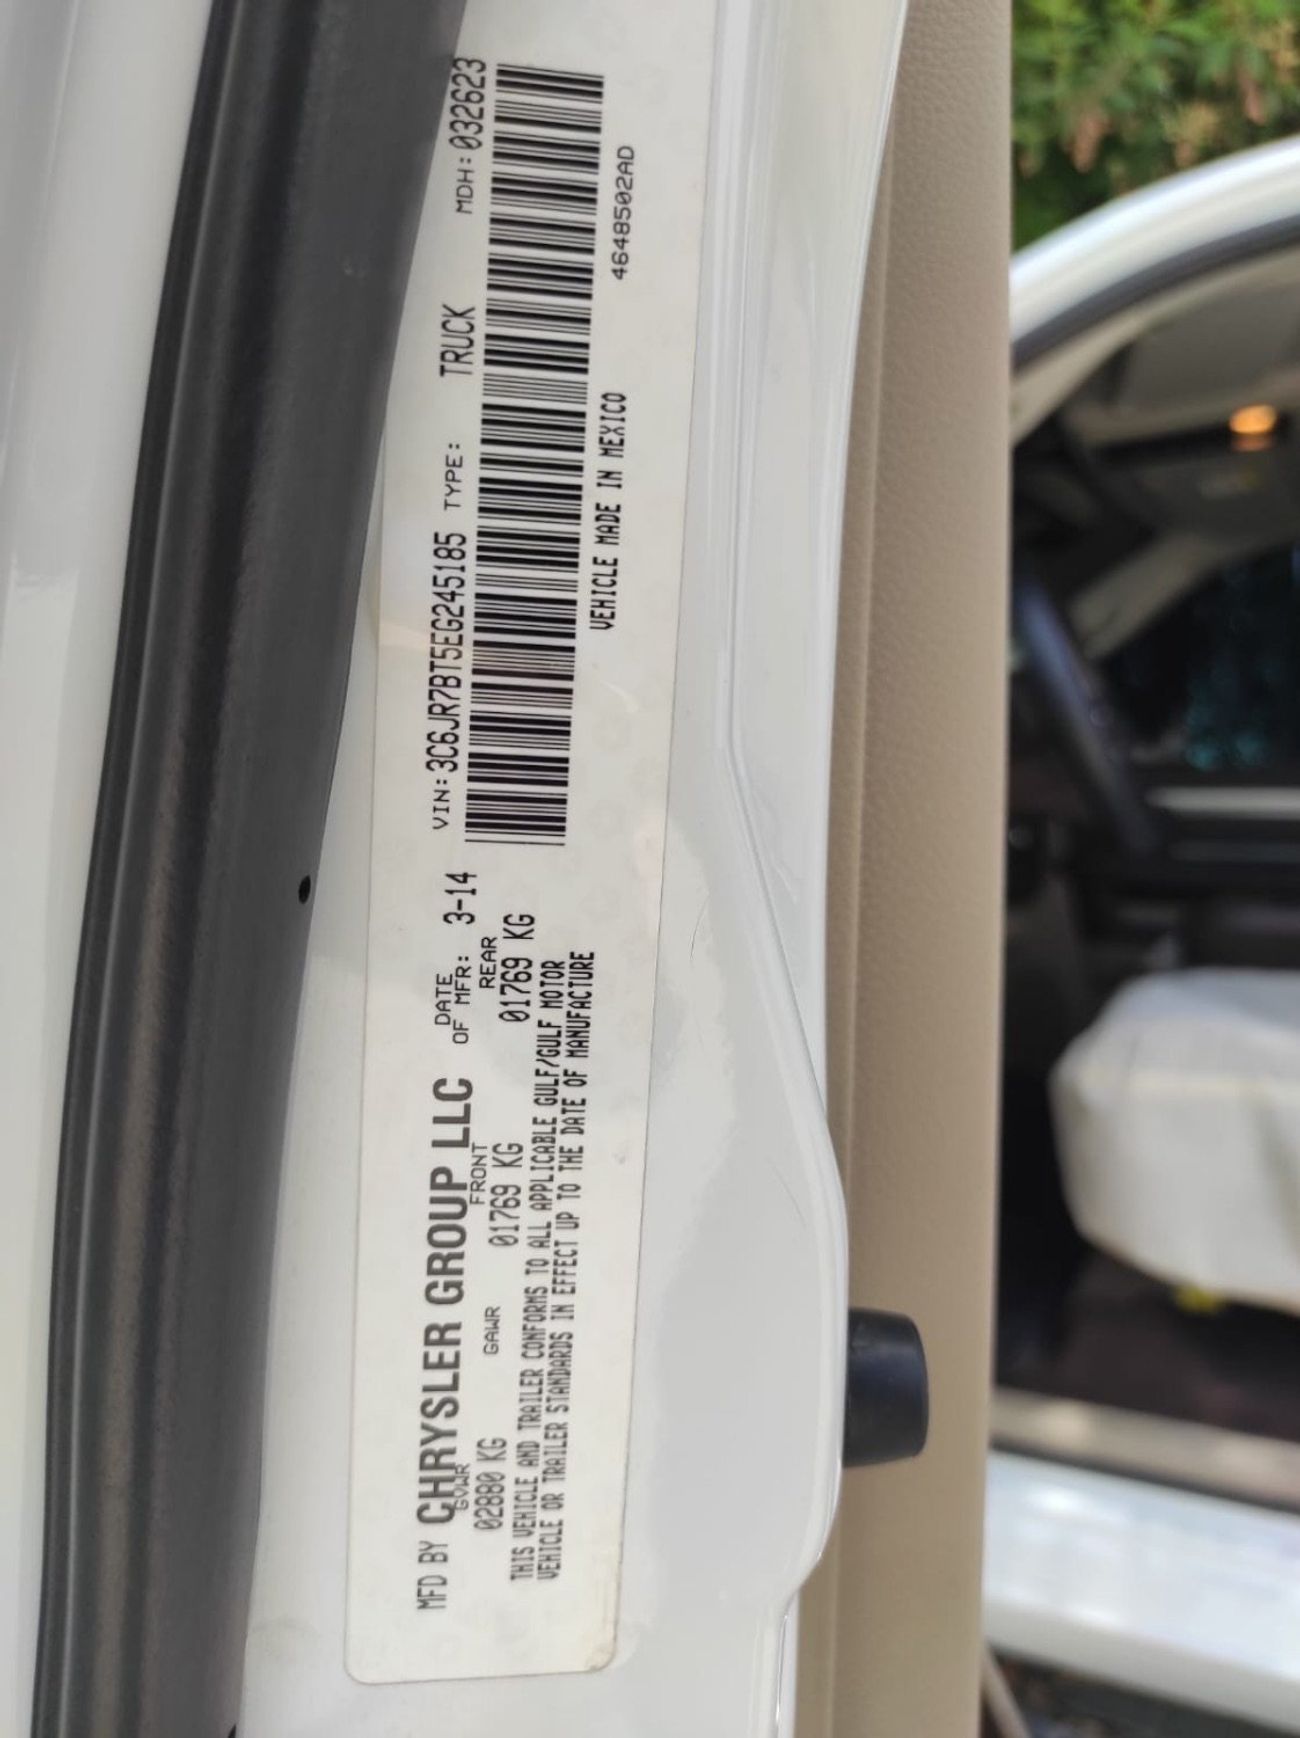 MFD BY CHRYSLER GROUP LLC DATE OF MFR: 3-14 VIN: 3C6JR7BT5EG245185 TYPE: TRUCK MDH: 032623
GVWR FRONT REAR
02880 KG GAWR 01769 KG 01769 KG
THIS VEHICLE AND TRAILER CONFORMS TO ALL APPLICABLE GULF/GULF MOTOR
VEHICLE OR TRAILER STANDARDS IN EFFECT UP TO THE DATE OF MANUFACTURE
VEHICLE MADE IN MEXICO
4648502AD